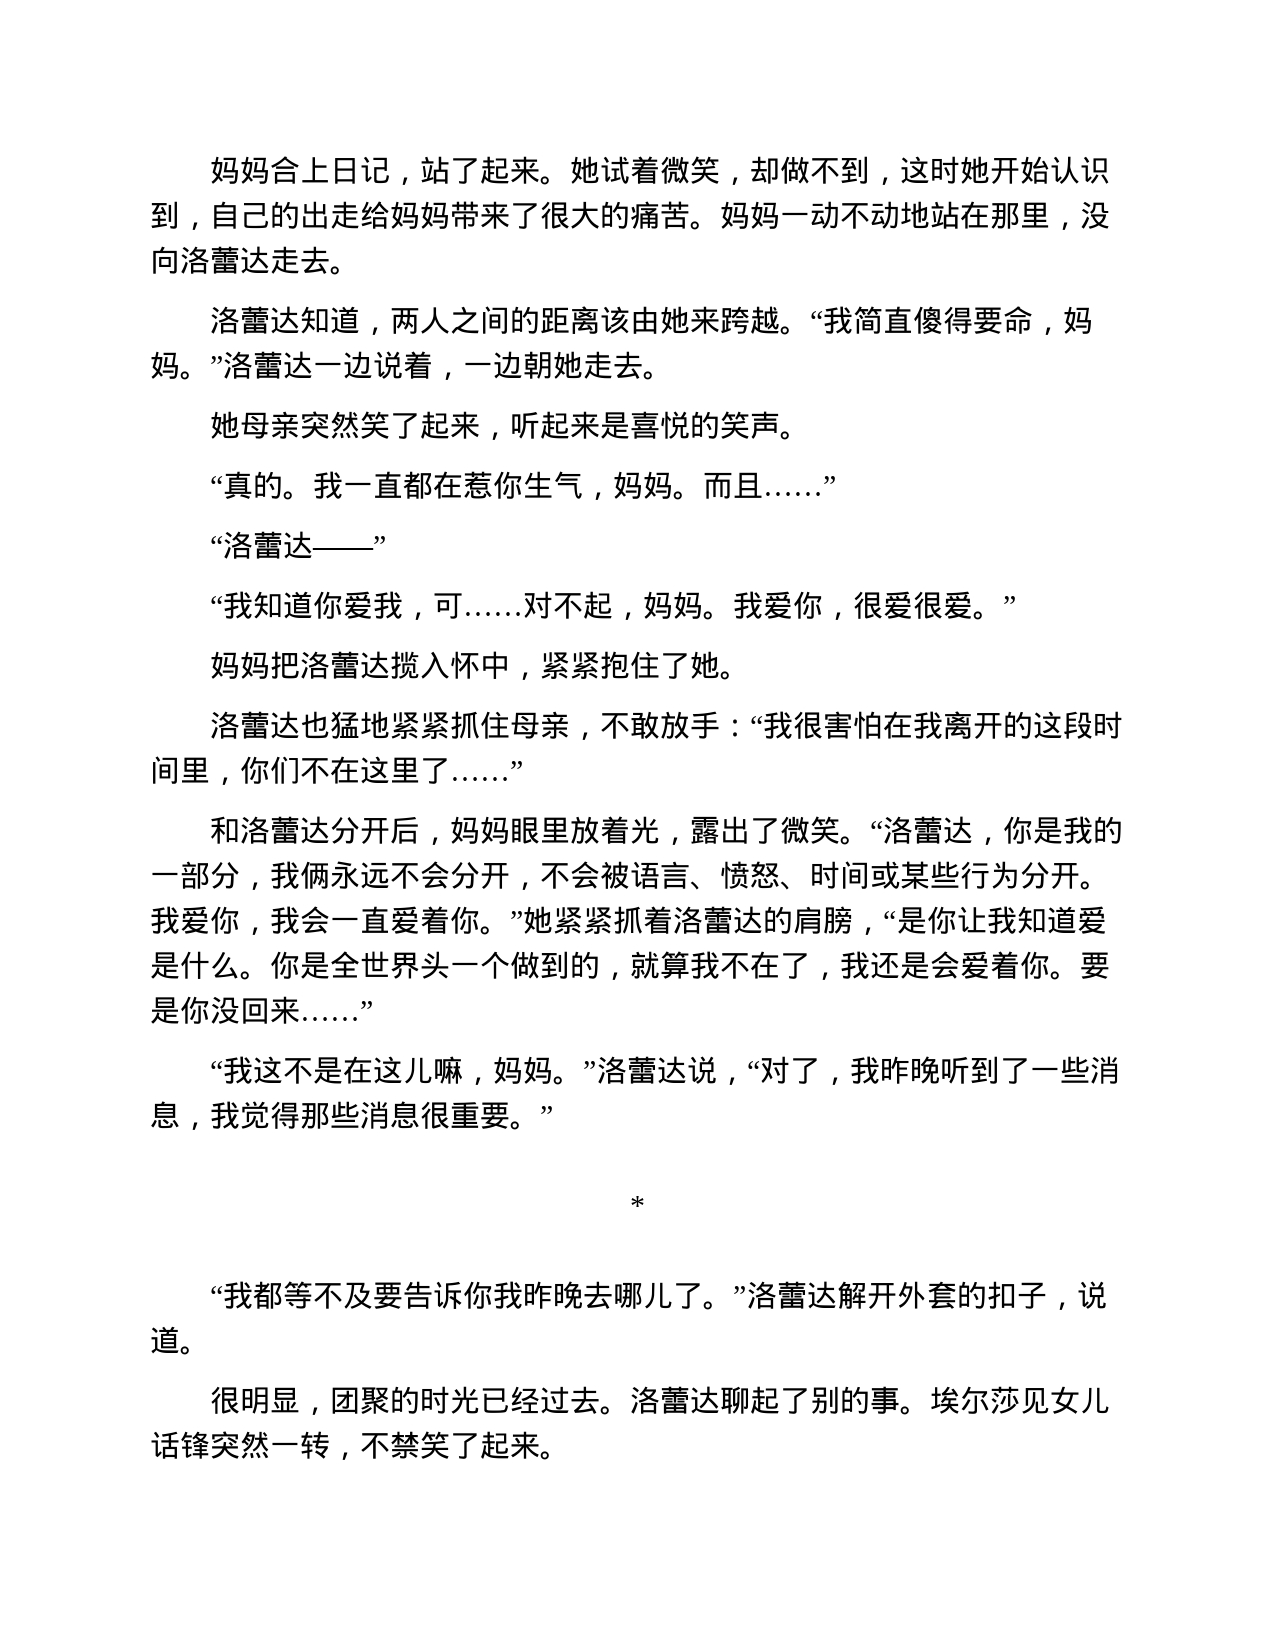 妈妈合上日记，站了起来。她试着微笑，却做不到，这时她开始认识
到，自己的出走给妈妈带来了很大的痛苦。妈妈一动不动地站在那里，没
向洛蕾达走去。
洛蕾达知道，两人之间的距离该由她来跨越。“我简直傻得要命，妈
妈。”洛蕾达一边说着，一边朝她走去。
她母亲突然笑了起来，听起来是喜悦的笑声。
“真的。我一直都在惹你生气，妈妈。而且……”
“洛蕾达——”
“我知道你爱我，可……对不起，妈妈。我爱你，很爱很爱。”
妈妈把洛蕾达揽入怀中，紧紧抱住了她。
洛蕾达也猛地紧紧抓住母亲，不敢放手：“我很害怕在我离开的这段时
间里，你们不在这里了……”
和洛蕾达分开后，妈妈眼里放着光，露出了微笑。“洛蕾达，你是我的
一部分，我俩永远不会分开，不会被语言、愤怒、时间或某些行为分开。
我爱你，我会一直爱着你。”她紧紧抓着洛蕾达的肩膀，“是你让我知道爱
是什么。你是全世界头一个做到的，就算我不在了，我还是会爱着你。要
是你没回来……”
“我这不是在这儿嘛，妈妈。”洛蕾达说，“对了，我昨晚听到了一些消
息，我觉得那些消息很重要。”
*
“我都等不及要告诉你我昨晚去哪儿了。”洛蕾达解开外套的扣子，说
道。
很明显，团聚的时光已经过去。洛蕾达聊起了别的事。埃尔莎见女儿
话锋突然一转，不禁笑了起来。